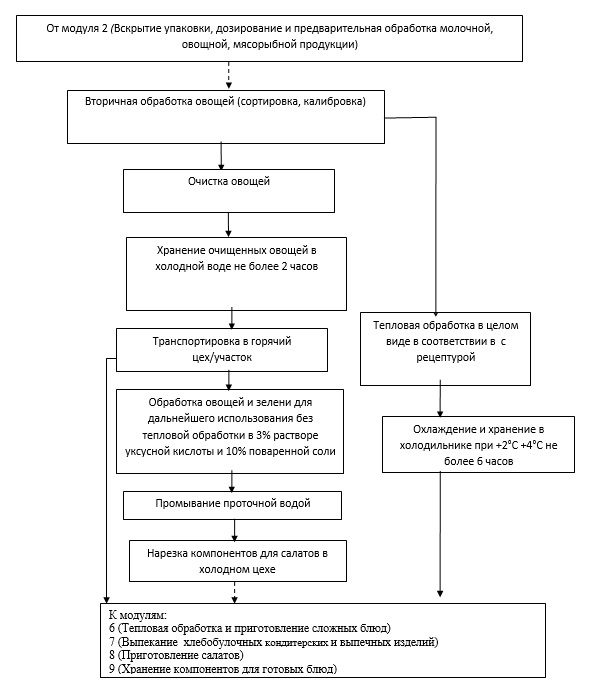 От модуля 2 (Вскрытие упаковки, дозирование и предварительная обработка молочной,
овощной, мясорыбной продукции)
Вторичная обработка овощей (сортировка, калибровка)
Очистка овощей
Хранение очищенных овощей в
холодной воде не более 2 часов
Транспортировка в горячий
цех/участок
Обработка овощей и зелени для
дальнейшего использования без
тепловой обработки в 3% растворе
уксусной кислоты и 10% поваренной соли
Промывание проточной водой
Нарезка компонентов для салатов в
холодном цехе
Тепловая обработка в целом
виде в соответствии в с
рецептурой
Охлаждение и хранение в
холодильнике при +2°С +4°С не
более 6 часов
К модулям:
6 (Тепловая обработка и приготовление сложных блюд)
7 (Выпекание хлебобулочных кондитерских и выпечных изделий)
8 (Приготовление салатов)
9 (Хранение компонентов для готовых блюд)